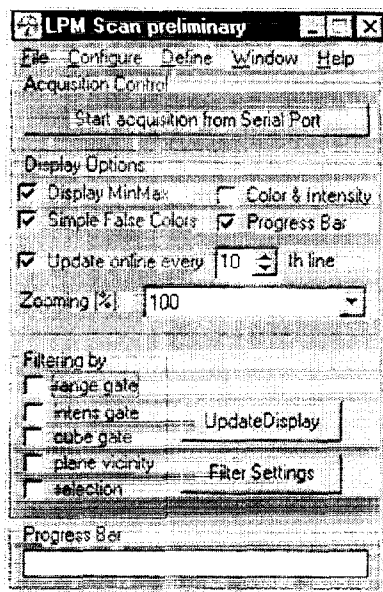 LPM Scan preliminary
File Configure Define Window Help
Acquisition Control
Start acquisition from Serial Port
Display Options
Display MinMax Color & Intensity
Simple False Colors Progress Bar
Update online every 10 th line
Zooming [%] 100
Filtering by
range gate
intens gate
cube gate
UpdateDisplay
plane vicinity
selection
Filter Settings
Progress Bar